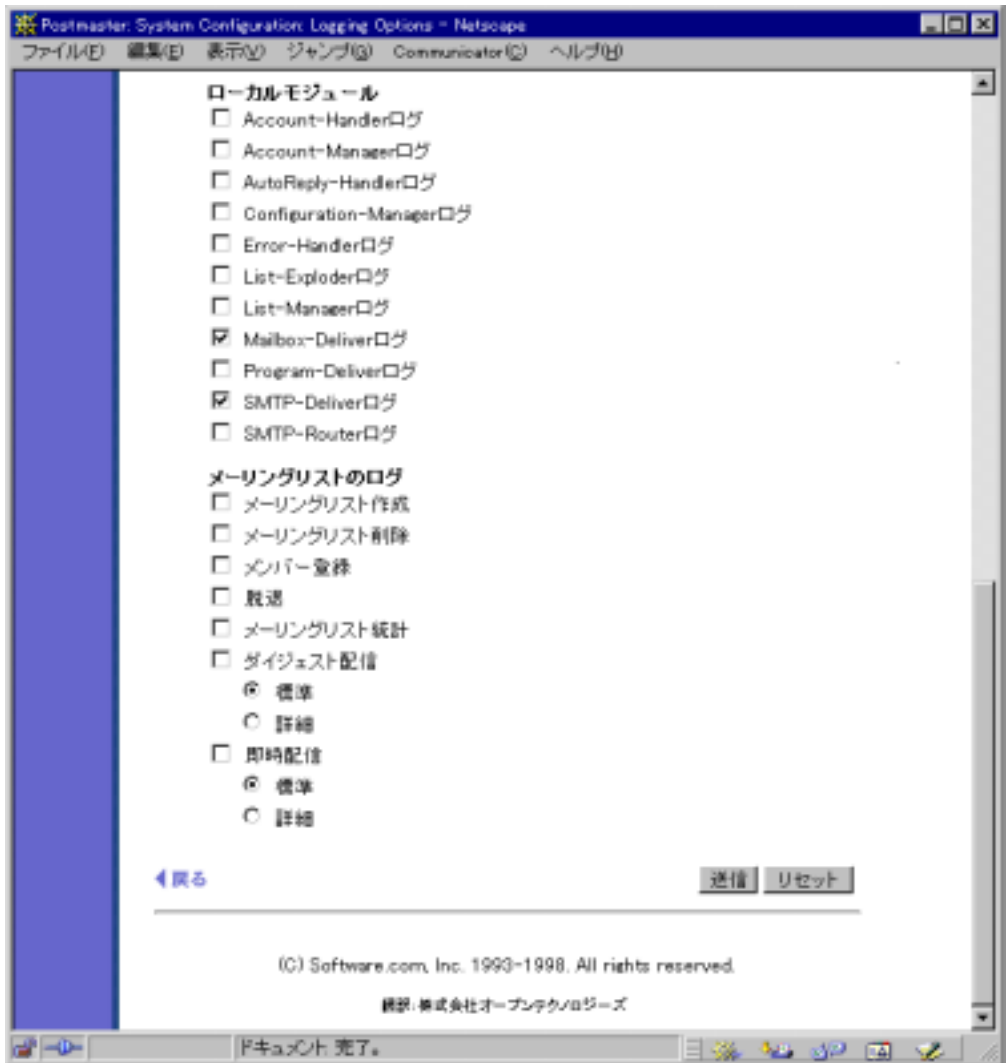 Postmaster: System Configuration: Logging Options - Netscape
ファイル(F) 編集(E) 表示(V) ジャンプ(G) Communicator(C) ヘルプ(H)
ローカルモジュール
Account-Handlerログ
Account-Managerログ
AutoReply-Handlerログ
Configuration-Managerログ
Error-Handlerログ
List-Exploderログ
List-Managerログ
Mailbox-Deliverログ
Program-Deliverログ
SMTP-Deliverログ
SMTP-Routerログ
メーリングリストのログ
メーリングリスト作成
メーリングリスト削除
メンバー登録
脱退
メーリングリスト統計
ダイジェスト配信
標準
詳細
即時配信
標準
詳細
戻る 送信 リセット
(C) Software.com, Inc. 1993-1998. All rights reserved.
翻訳:株式会社オープンテクノロジーズ
ドキュメント: 完了。